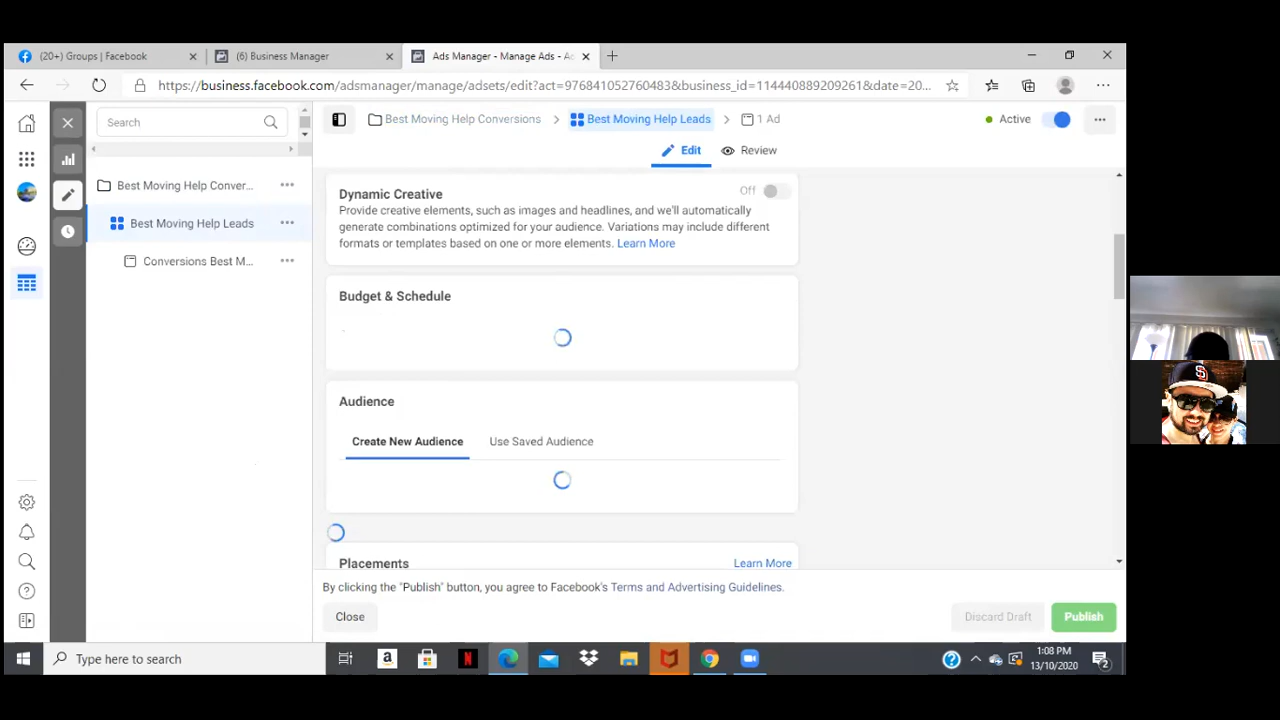 (20+) Groups | Facebook
(6) Business Manager
Ads Manager - Manage Ads - A
https://business.facebook.com/adsmanager/manage/adsets/edit?act=976841052760483&business_id=1144408892092​61&date=20...
Search
Best Moving Help Conversions
Best Moving Help Leads
1 Ad
Active
Edit
Review
Best Moving Help Conver...
Best Moving Help Leads
Conversions Best M...
Dynamic Creative
Off
Provide creative elements, such as images and headlines, and we'll automatically
generate combinations optimized for your audience. Variations may include different
formats or templates based on one or more elements. Learn More
Budget & Schedule
Audience
Create New Audience
Use Saved Audience
Placements
Learn More
By clicking the "Publish" button, you agree to Facebook's Terms and Advertising Guidelines.
Close
Discard Draft
Publish
Type here to search
a
N
1:08 PM
13/10/2020
2
S